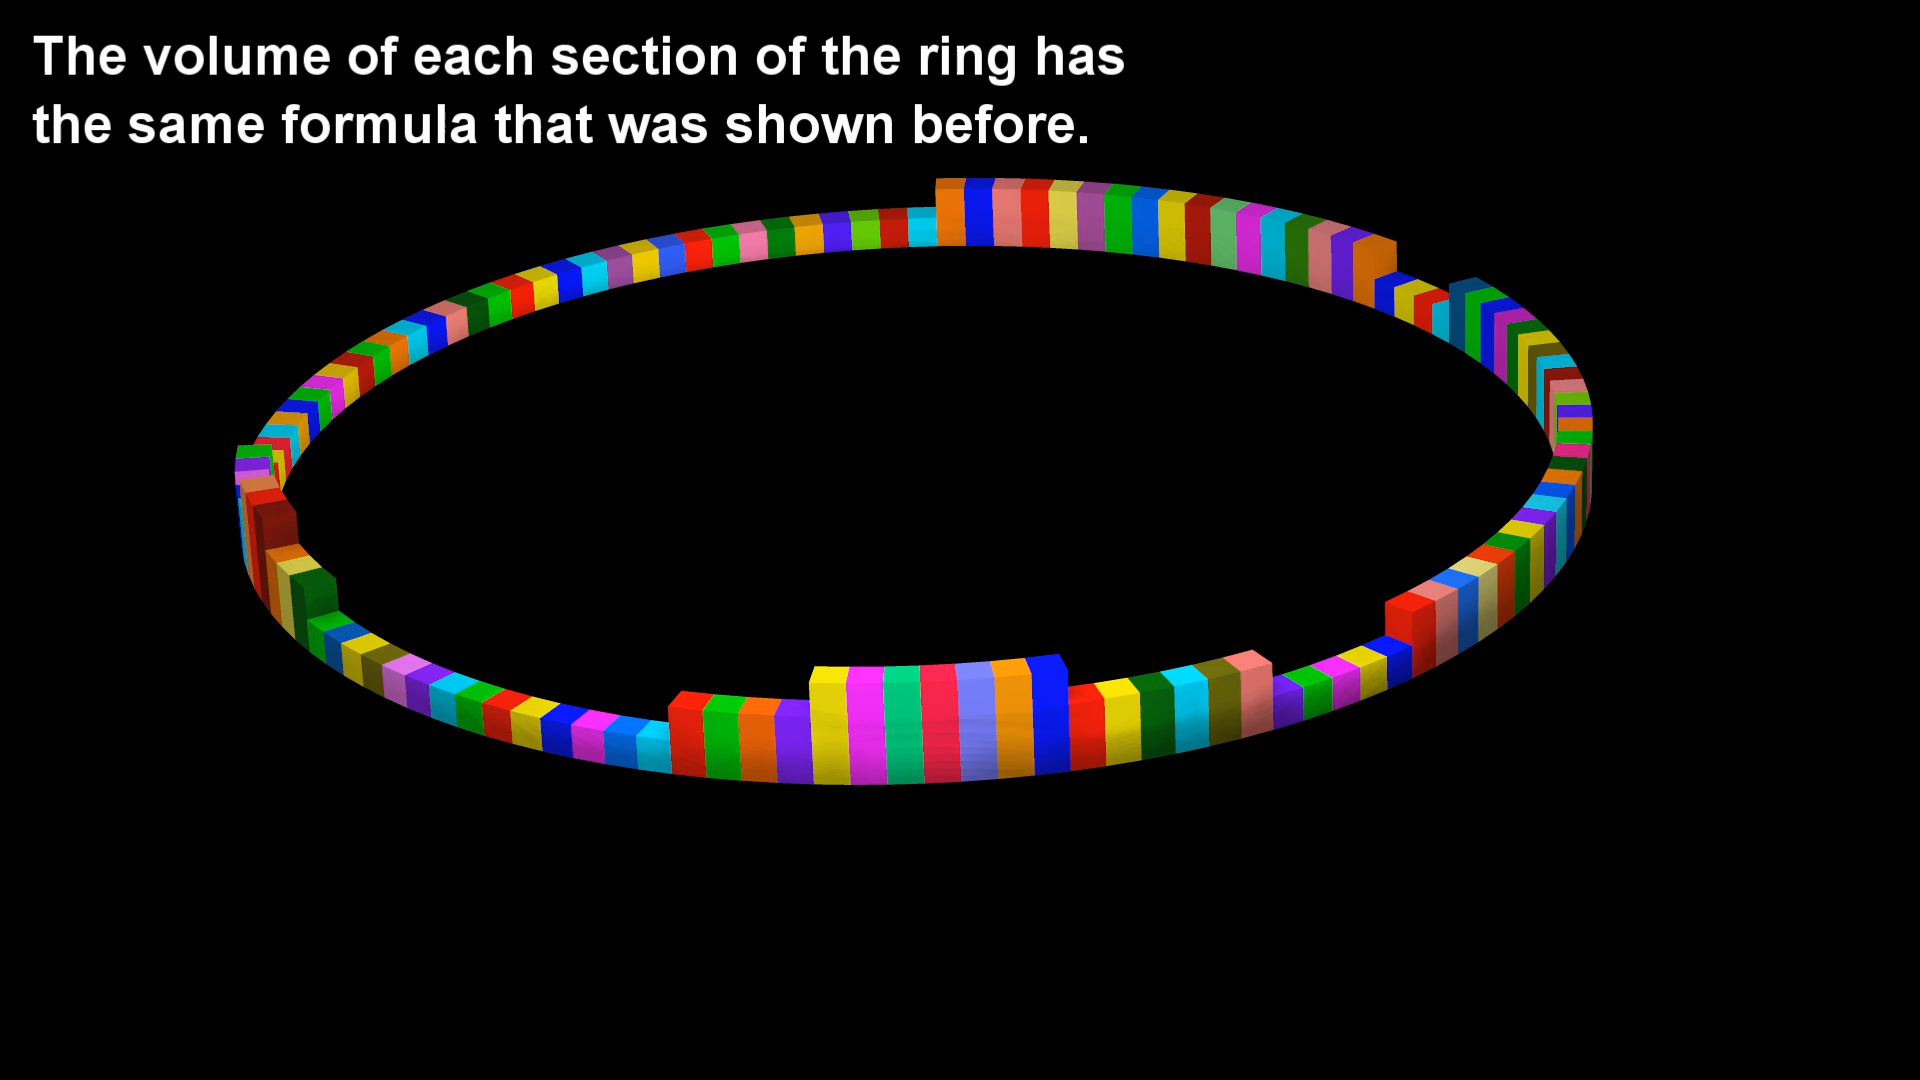 The volume of each section of the ring has
the same formula that was shown before.